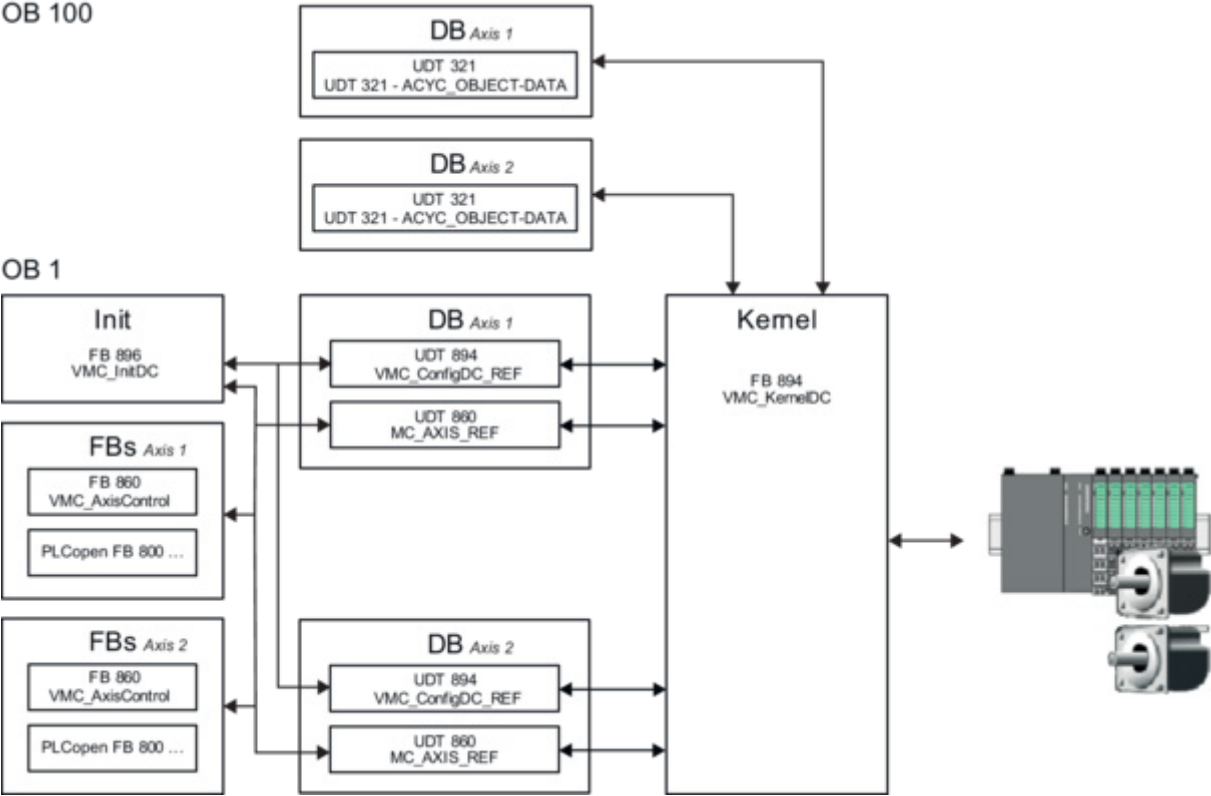 OB 100
DB Axis 1
UDT 321
UDT 321 - ACYC_OBJECT-DATA
DB Axis 2
UDT 321
UDT 321 - ACYC_OBJECT-DATA
OB 1
Init
FB 896
VMC_InitDC
FBs Axis 1
FB 860
VMC_AxisControl
PLCopen FB 800 ...
FBs Axis 2
FB 860
VMC_AxisControl
PLCopen FB 800 ...
DB Axis 1
UDT 894
VMC_ConfigDC_REF
UDT 860
MC_AXIS_REF
DB Axis 2
UDT 894
VMC_ConfigDC_REF
UDT 860
MC_AXIS_REF
Kernel
FB 894
VMC_KernelDC